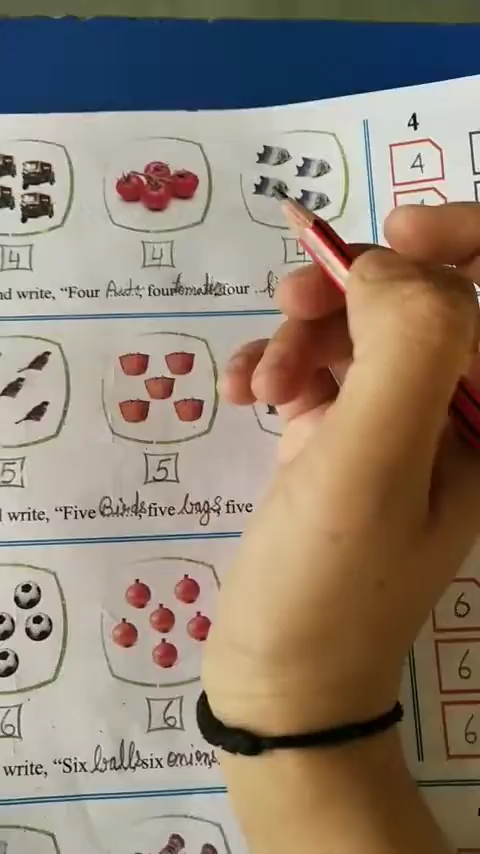 4
4
4 4 4
nd write, "Four Auto, four tomato, four
5 5
write, "Five Birds, five bags, five
6
6
6 6 6
write, "Six balls, six onions,